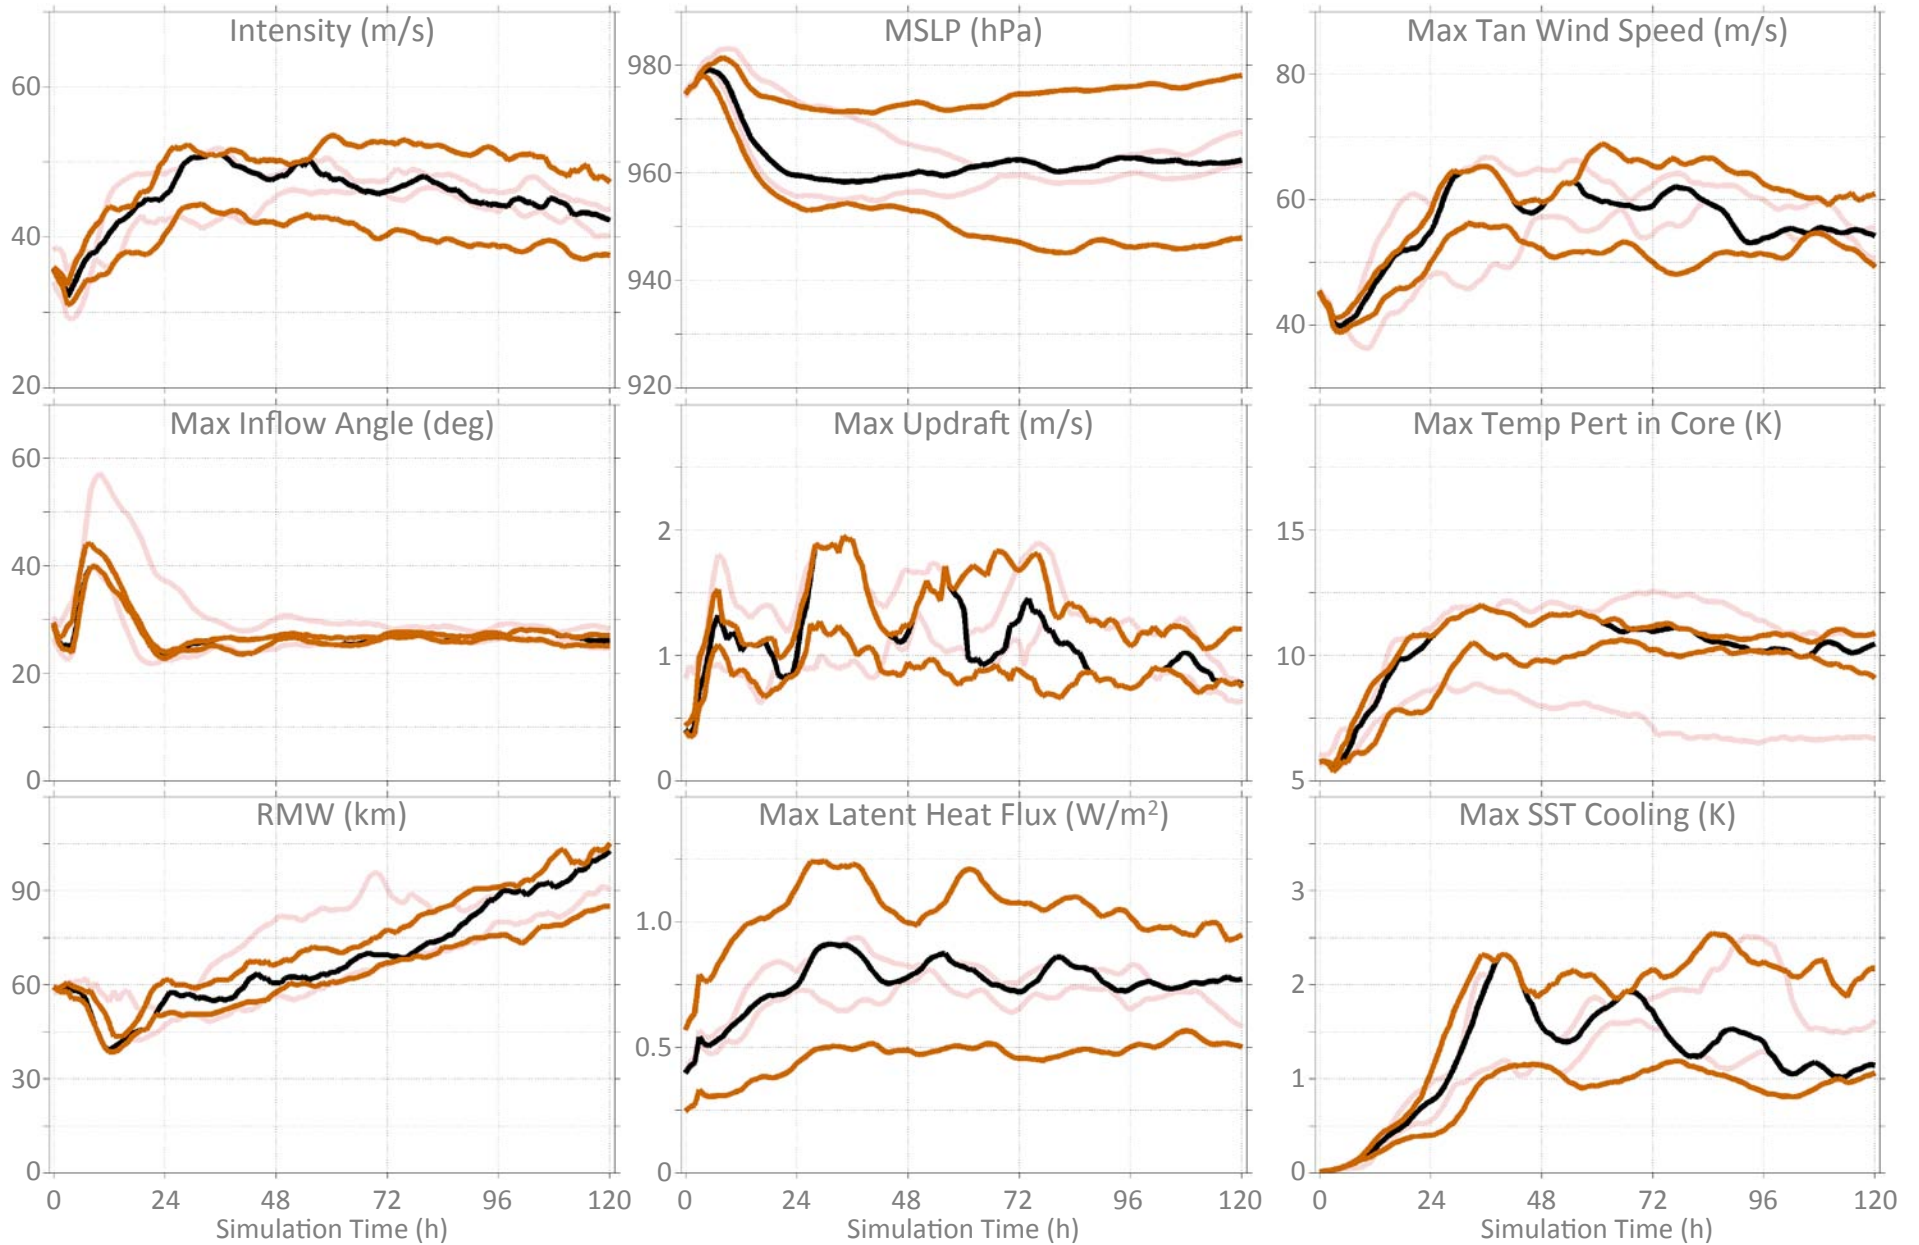 Intensity (m/s)
60
40
20
MSLP (hPa)
980
960
940
920
Max Tan Wind Speed (m/s)
80
60
40
Max Inflow Angle (deg)
60
40
20
0
Max Updraft (m/s)
2
1
0
Max Temp Pert in Core (K)
15
10
5
RMW (km)
90
60
30
0
0 24 48 72 96 120
Simulation Time (h)
Max Latent Heat Flux (W/m²)
1.0
0.5
0
0 24 48 72 96 120
Simulation Time (h)
Max SST Cooling (K)
3
2
1
0
0 24 48 72 96 120
Simulation Time (h)